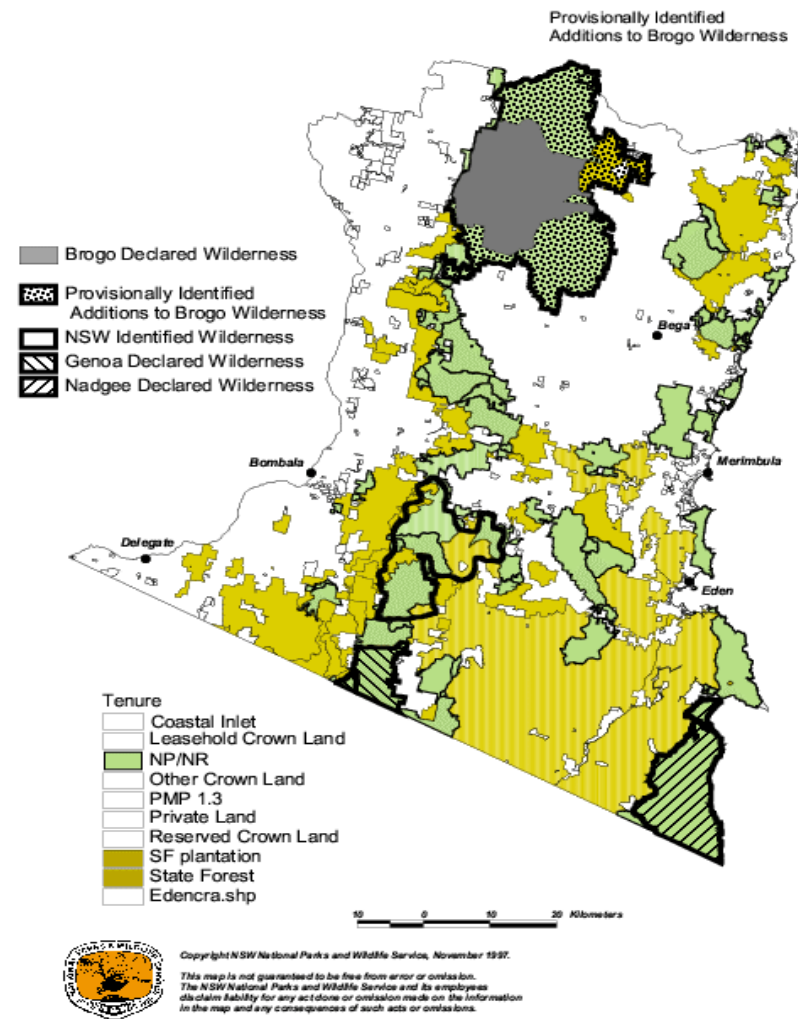 Provisionally Identified
Additions to Brogo Wilderness
Brogo Declared Wilderness
Provisionally Identified
Additions to Brogo Wilderness
NSW Identified Wilderness
Genoa Declared Wilderness
Nadgee Declared Wilderness
Bega
Bombala
Merimbula
Delegate
Eden
Tenure
Coastal Inlet
Leasehold Crown Land
NP/NR
Other Crown Land
PMP 1.3
Private Land
Reserved Crown Land
SF plantation
State Forest
Edencra.shp
10 0 10 20 Kilometers
Copyright NSW National Parks and Wildlife Service, November 1997.
This map is not guaranteed to be free from error or omission.
The NSW National Parks and Wildlife Service and its employees
disclaim liability for any act done or omission made on the information
in the map and any consequences of such acts or omissions.